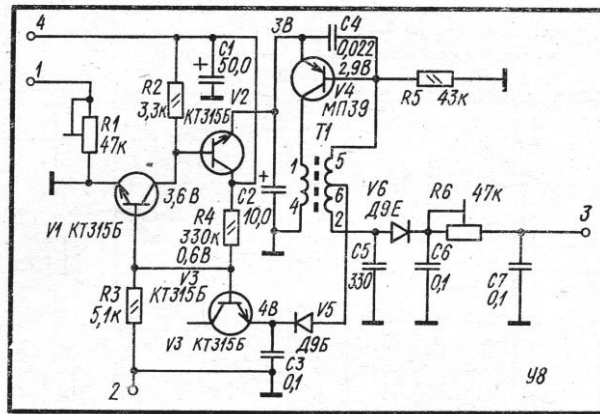 4
1
3В
C4
0,022
2,9В
V4
МП39
C1
50,0
+
R2
3,3к
V2
КТ315Б
R1
47к
R5
43к
T1
1
4
5
6
2
+
C2
10,0
3,6В
V1 КТ315Б
R4
330к
0,6В
V3
КТ315Б
V6
Д9Е
R6
47к
3
C5
330
C6
0,1
C7
0,1
R3
5,1к
V3
КТ315Б
4В
V5
Д9Б
C3
0,1
2
У8